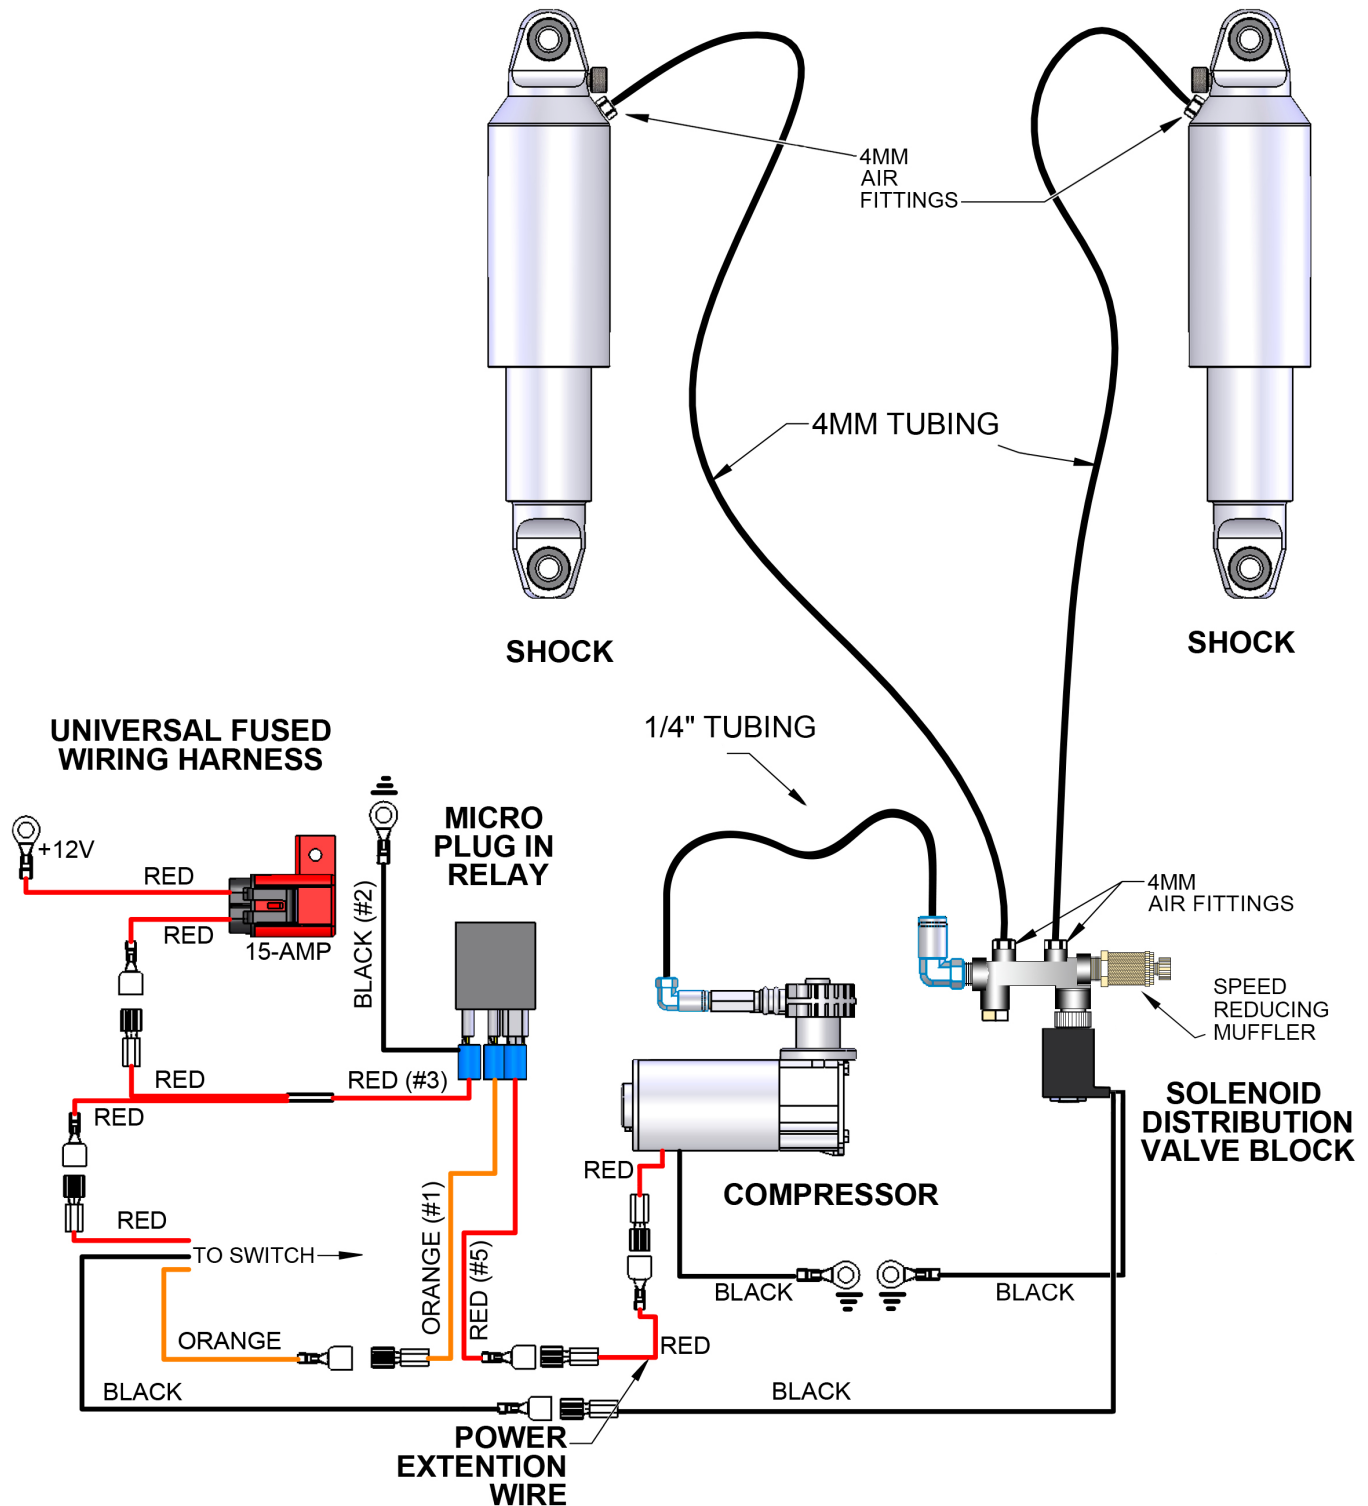 4MM
AIR
FITTINGS
4MM TUBING
SHOCK
SHOCK
UNIVERSAL FUSED
WIRING HARNESS
1/4" TUBING
+12V
RED
RED
15-AMP
BLACK (#2)
MICRO
PLUG IN
RELAY
4MM
AIR FITTINGS
SPEED
REDUCING
MUFFLER
RED
RED (#3)
RED
SOLENOID
DISTRIBUTION
VALVE BLOCK
RED
COMPRESSOR
RED
TO SWITCH
ORANGE (#1)
RED (#5)
BLACK
BLACK
ORANGE
RED
BLACK
BLACK
POWER
EXTENTION
WIRE